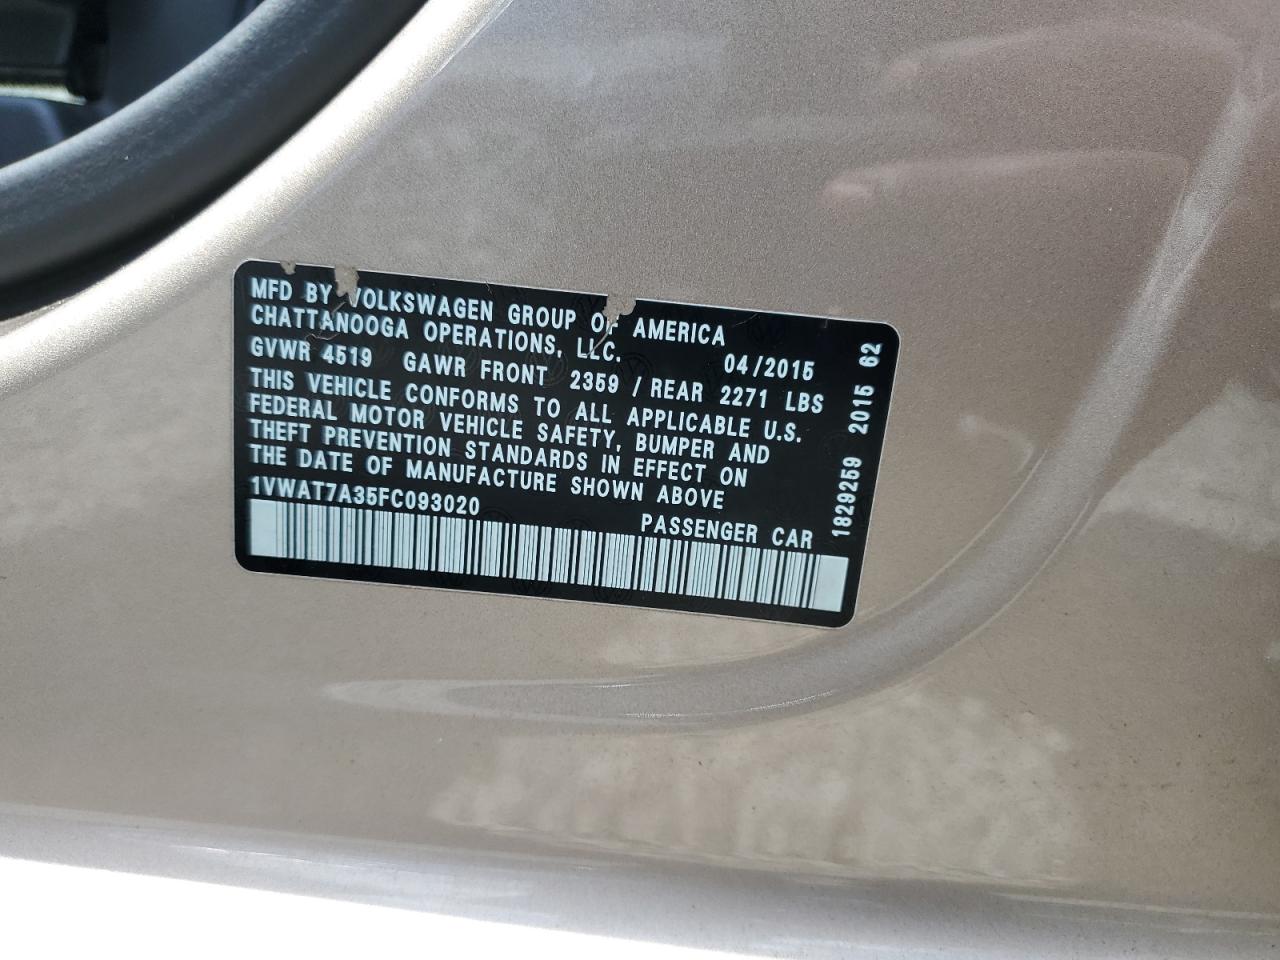 MFD BY VOLKSWAGEN GROUP OF AMERICA
CHATTANOOGA OPERATIONS, LLC.
04/2015
GVWR 4519 GAWR FRONT 2359 / REAR 2271 LBS
THIS VEHICLE CONFORMS TO ALL APPLICABLE U.S.
FEDERAL MOTOR VEHICLE SAFETY, BUMPER AND
THEFT PREVENTION STANDARDS IN EFFECT ON
THE DATE OF MANUFACTURE SHOWN ABOVE
1VWAT7A35FC093020
PASSENGER CAR
1829259 2015 62